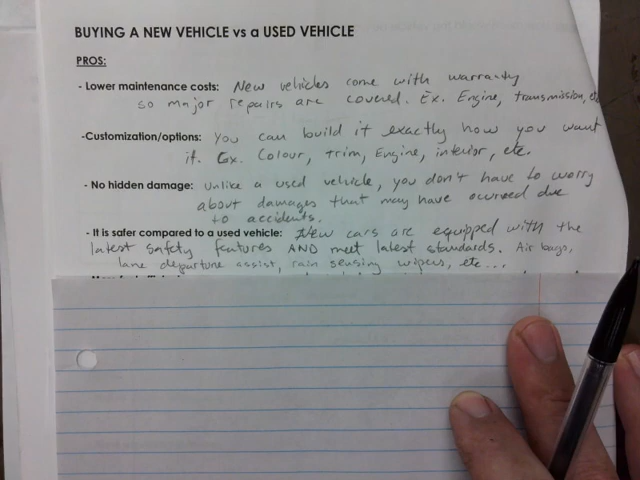 BUYING A NEW VEHICLE vs a USED VEHICLE
PROS:
- Lower maintenance costs: New vehicles come with warranty
so major repairs are covered. Ex. Engine, transmission, etc
-Customization/options: You can build it exactly how you want
it. Ex. Colour, trim, Engine, interior, etc.
- No hidden damage: Unlike a used vehicle, you don't have to worry
about damages that may have occured due
to accidents.
- It is safer compared to a used vehicle: New cars are equipped with the
latest safety features AND meet latest standards. Air bags,
lane departure assist, rain sensing wipers, etc...